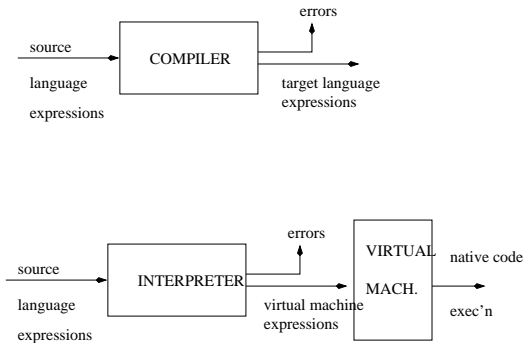 errors
source
COMPILER
language
target language
expressions
expressions
errors
VIRTUAL
native code
source
INTERPRETER
MACH.
language
virtual machine
exec'n
expressions
expressions